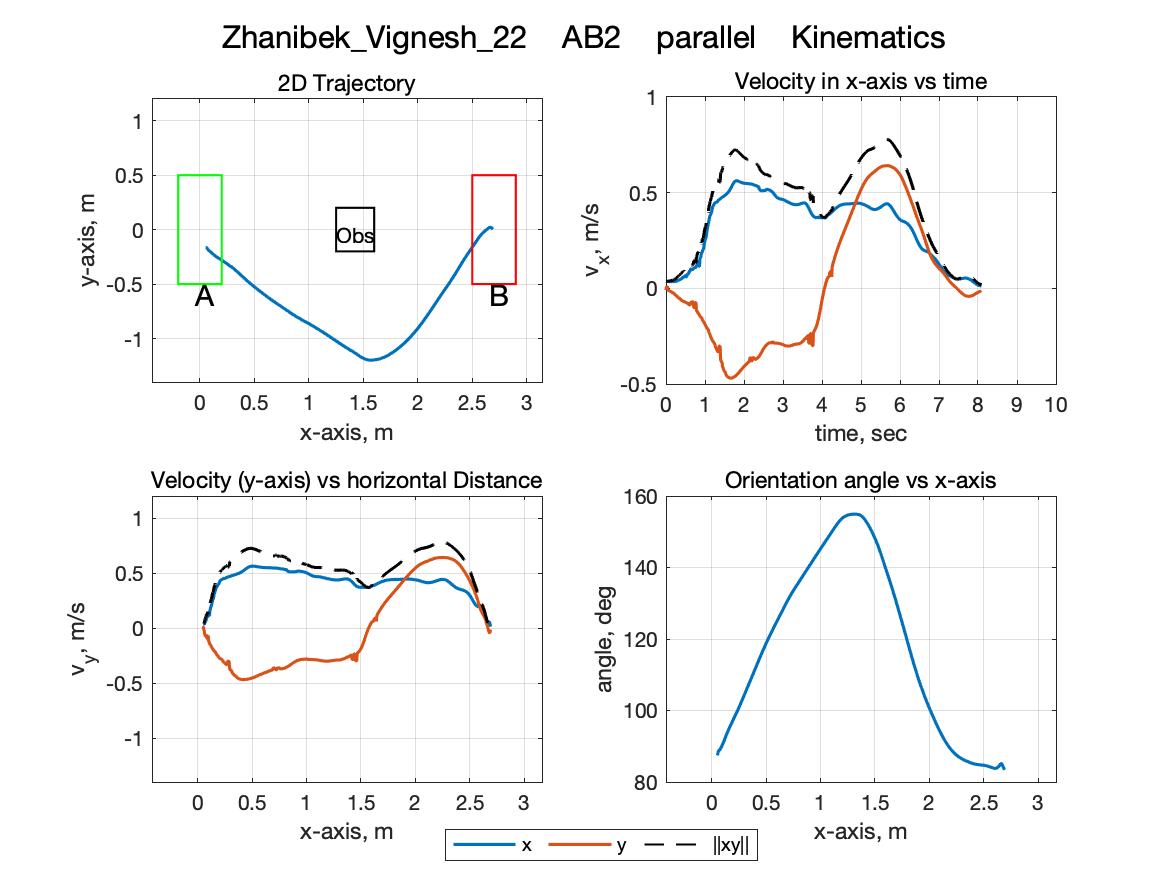 Zhanibek_Vignesh_22 AB2 parallel Kinematics
2D Trajectory
1
0.5
0
-0.5
-1
y-axis, m
Obs
A
B
0 0.5 1 1.5 2 2.5 3
x-axis, m
Velocity in x-axis vs time
1
0.5
0
-0.5
vx, m/s
0 1 2 3 4 5 6 7 8 9 10
time, sec
Velocity (y-axis) vs horizontal Distance
1
0.5
0
-0.5
-1
vy, m/s
0 0.5 1 1.5 2 2.5 3
x-axis, m
Orientation angle vs x-axis
160
140
120
100
80
angle, deg
0 0.5 1 1.5 2 2.5 3
x-axis, m
x y ||xy||